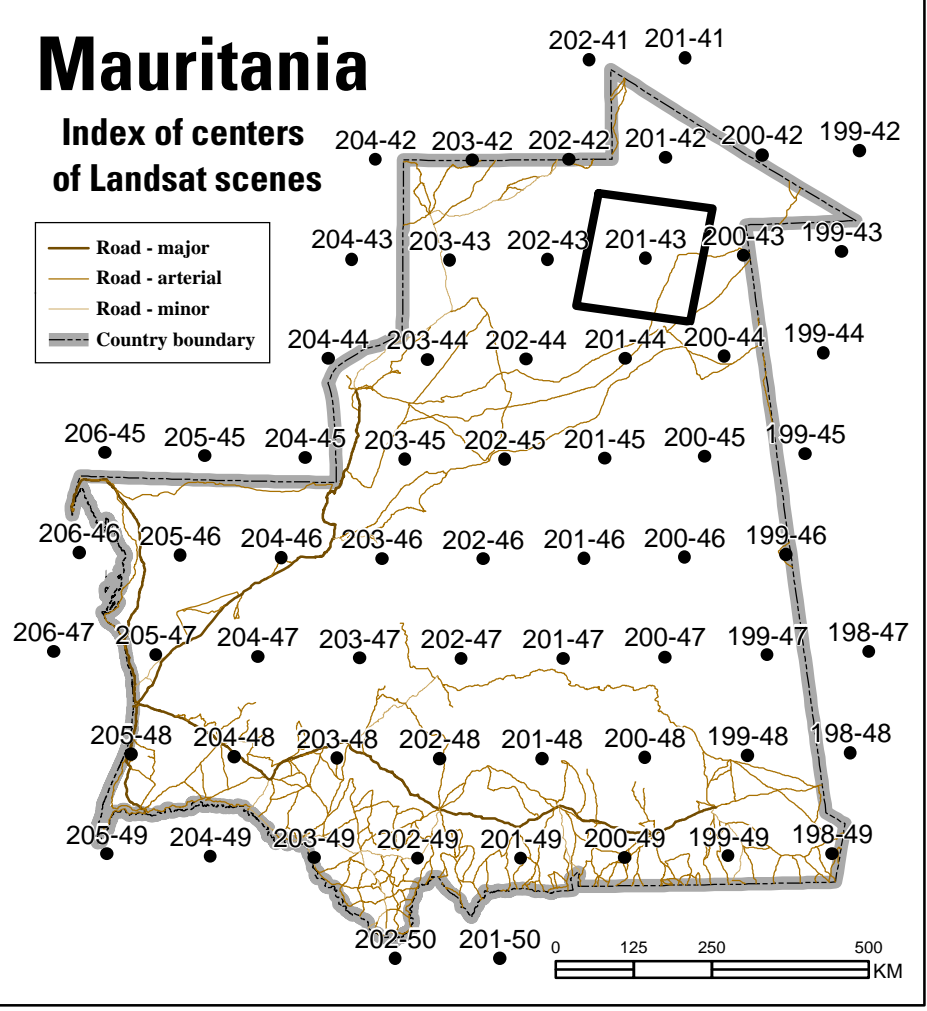 Mauritania
Index of centers
of Landsat scenes
Road - major
Road - arterial
Road - minor
Country boundary
202-41 201-41
204-42 203-42 202-42 201-42 200-42 199-42
204-43 203-43 202-43 201-43 200-43 199-43
204-44 203-44 202-44 201-44 200-44 199-44
206-45 205-45 204-45 203-45 202-45 201-45 200-45 199-45
206-46 205-46 204-46 203-46 202-46 201-46 200-46 199-46
206-47 205-47 204-47 203-47 202-47 201-47 200-47 199-47 198-47
205-48 204-48 203-48 202-48 201-48 200-48 199-48 198-48
205-49 204-49 203-49 202-49 201-49 200-49 199-49 198-49
202-50 201-50
0 125 250 500
KM